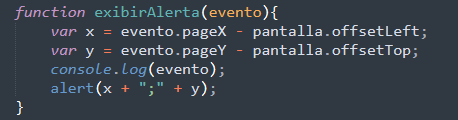 function exibirAlerta(evento){
    var x = evento.pageX - pantalla.offsetLeft;
    var y = evento.pageY - pantalla.offsetTop;
    console.log(evento);
    alert(x + ";" + y);
}